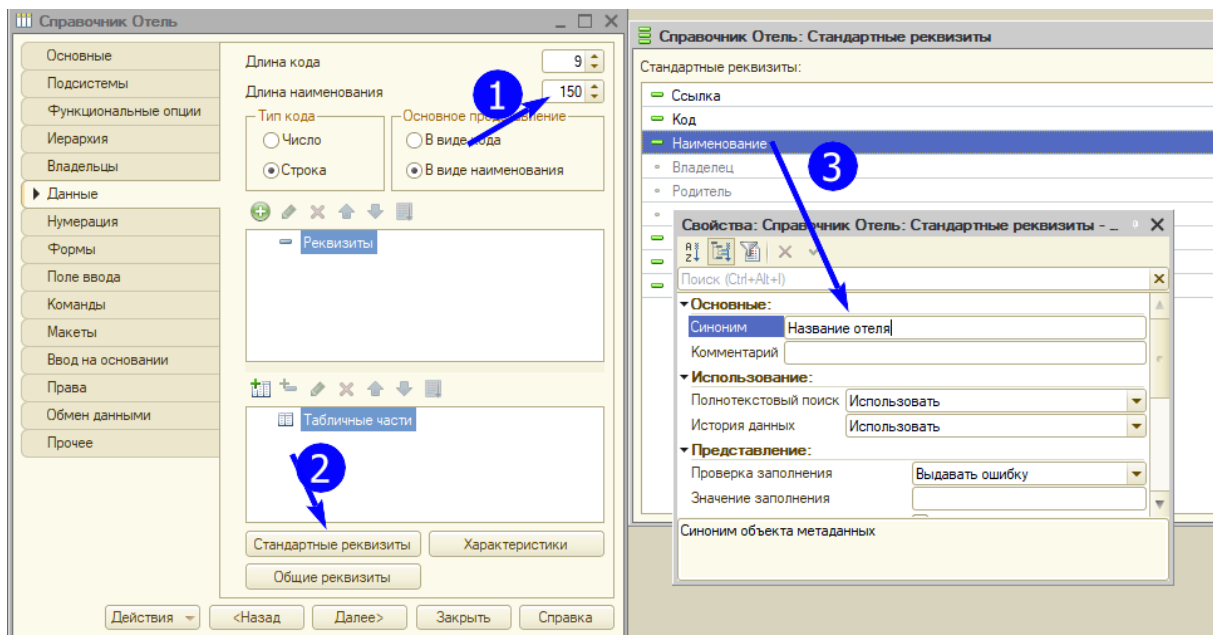 Справочник Отель
Основные
Подсистемы
Функциональные опции
Иерархия
Владельцы
Данные
Нумерация
Формы
Поле ввода
Команды
Макеты
Ввод на основании
Права
Обмен данными
Прочее
Длина кода 9
Длина наименования 150
1
Тип кода
Число
Строка
Основное представление
В виде кода
В виде наименования
Реквизиты
Табличные части
2
Стандартные реквизиты Характеристики
Общие реквизиты
Действия <Назад Далее> Закрыть Справка
Справочник Отель: Стандартные реквизиты
Стандартные реквизиты:
Ссылка
Код
Наименование
Владелец
Родитель
3
Свойства: Справочник Отель: Стандартные реквизиты - ...
Поиск (Ctrl+Alt+I)
Основные:
Синоним Название отеля
Комментарий
Использование:
Полнотекстовый поиск Использовать
История данных Использовать
Представление:
Проверка заполнения Выдавать ошибку
Значение заполнения
Синоним объекта метаданных